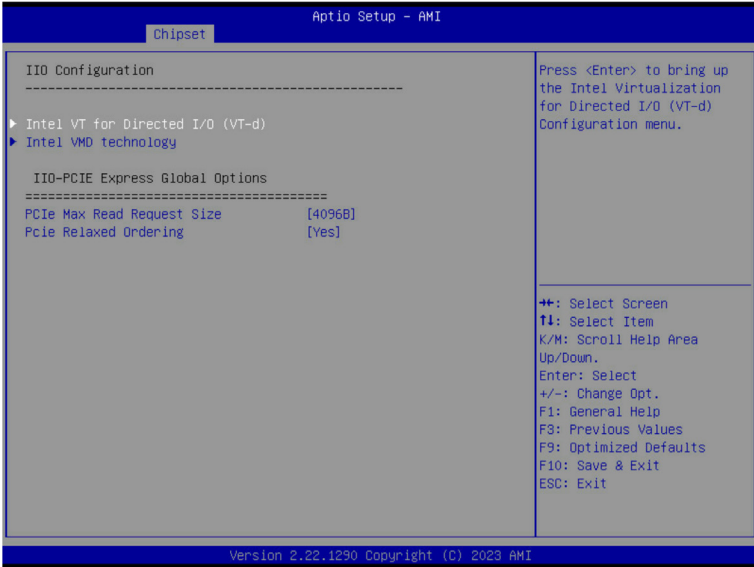 Aptio Setup – AMI
Chipset
IIO Configuration
------------------------------------------------
Intel VT for Directed I/O (VT-d)
Intel VMD technology
IIO-PCIE Express Global Options
========================================
PCIe Max Read Request Size [4096B]
Pcie Relaxed Ordering [Yes]
Press <Enter> to bring up
the Intel Virtualization
for Directed I/O (VT-d)
Configuration menu.
→←: Select Screen
↑↓: Select Item
K/M: Scroll Help Area
Up/Down.
Enter: Select
+/-: Change Opt.
F1: General Help
F3: Previous Values
F9: Optimized Defaults
F10: Save & Exit
ESC: Exit
Version 2.22.1290 Copyright (C) 2023 AMI